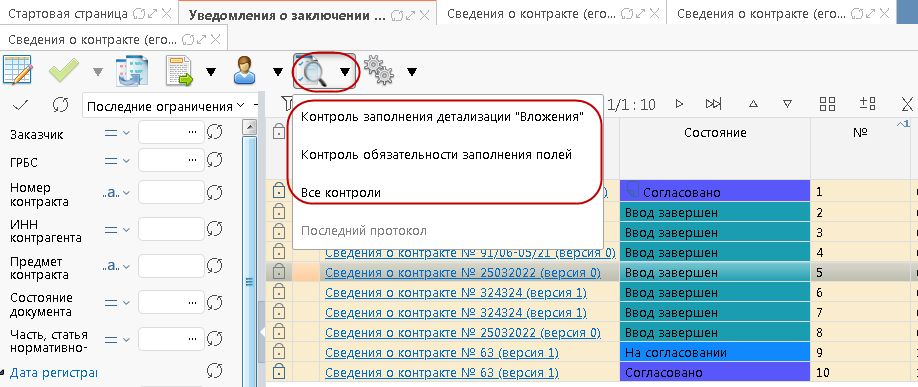 Стартовая страница
Уведомления о заключении ...
Сведения о контракте (его...
Сведения о контракте (его...
Сведения о контракте (его...
Последние ограничения
1/1 : 10
Контроль заполнения детализации "Вложения"
Контроль обязательности заполнения полей
Все контроли
Последний протокол
Состояние
№
1
Заказчик =
ГРБС =
Номер контракта ..а..
ИНН контрагента =
Предмет контракта ..а..
Состояние документа =
Часть, статья нормативно- =
Дата регистрац
Согласовано 1
Ввод завершен 2
Ввод завершен 3
Сведения о контракте № 91/06-05/21 (версия 0) Ввод завершен 4
Сведения о контракте № 25032022 (версия 0) Ввод завершен 5
Сведения о контракте № 324324 (версия 1) Ввод завершен 6
Сведения о контракте № 324324 (версия 1) Ввод завершен 7
Сведения о контракте № 25032022 (версия 0) Ввод завершен 8
Сведения о контракте № 63 (версия 1) На согласовании 9
Сведения о контракте № 63 (версия 1) Согласовано 10